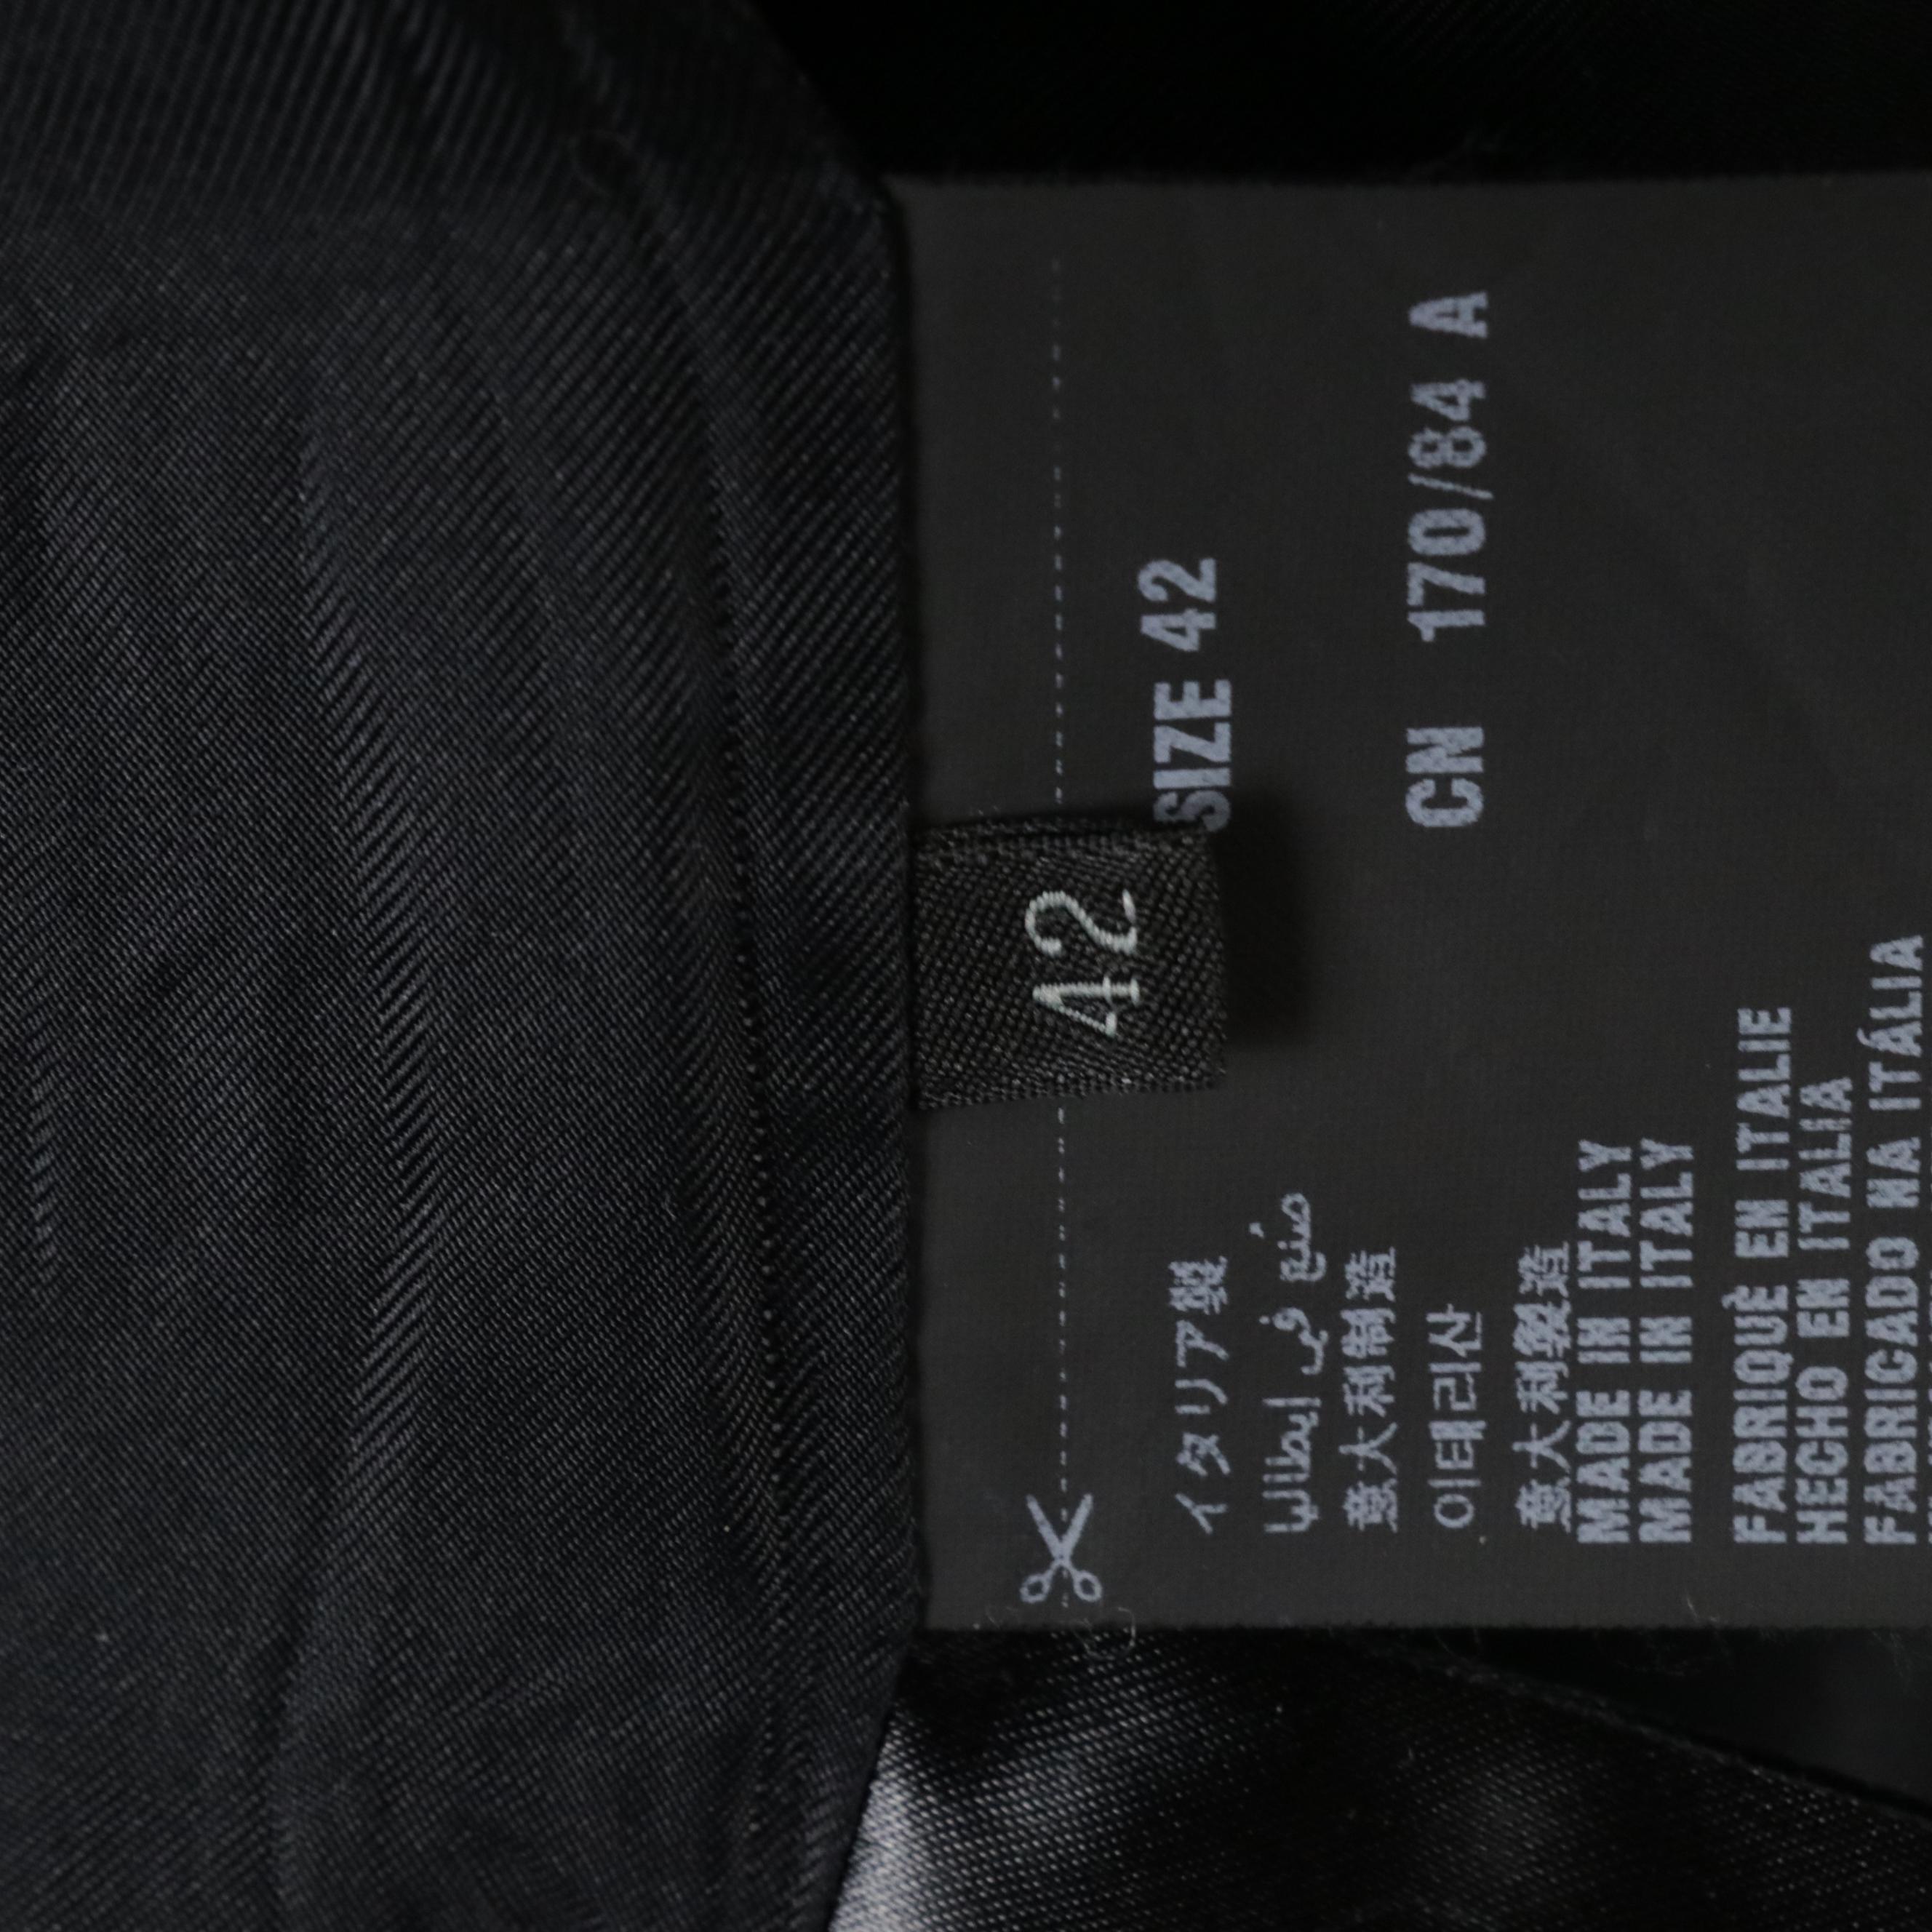 42
SIZE 42
CN 170/84 A
イタリア製
صنع في إيطاليا
意大利制造
이태리산
意大利製造
MADE IN ITALY
MADE IN ITALY
FABRIQUÈ EN ITALIE
HECHO EN ITALIA
FABRICADO NA ITÁLIA